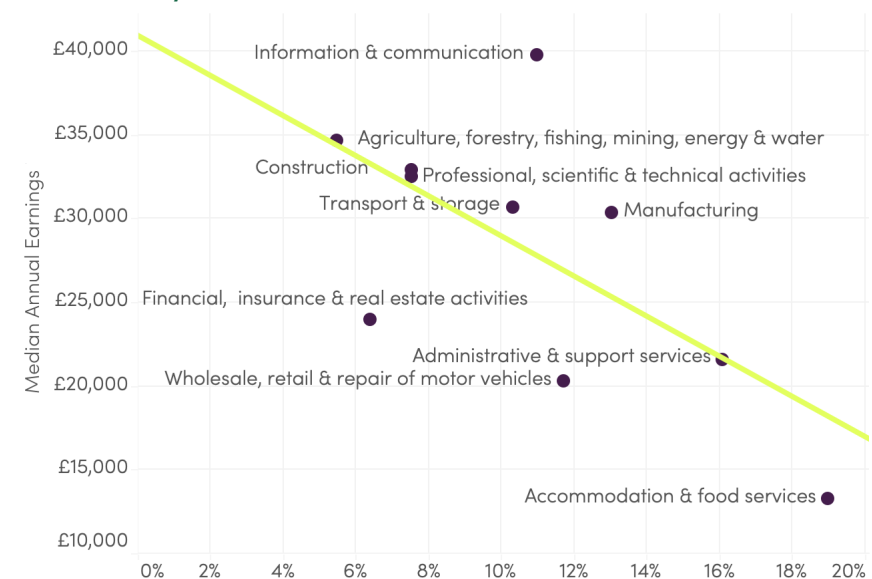 £40,000
Information & communication
£35,000
Agriculture, forestry, fishing, mining, energy & water
Construction
Professional, scientific & technical activities
Transport & storage
£30,000
Manufacturing
Median Annual Earnings
Financial, insurance & real estate activities
£25,000
Administrative & support services
Wholesale, retail & repair of motor vehicles
£20,000
£15,000
Accommodation & food services
£10,000
0% 2% 4% 6% 8% 10% 12% 14% 16% 18% 20%